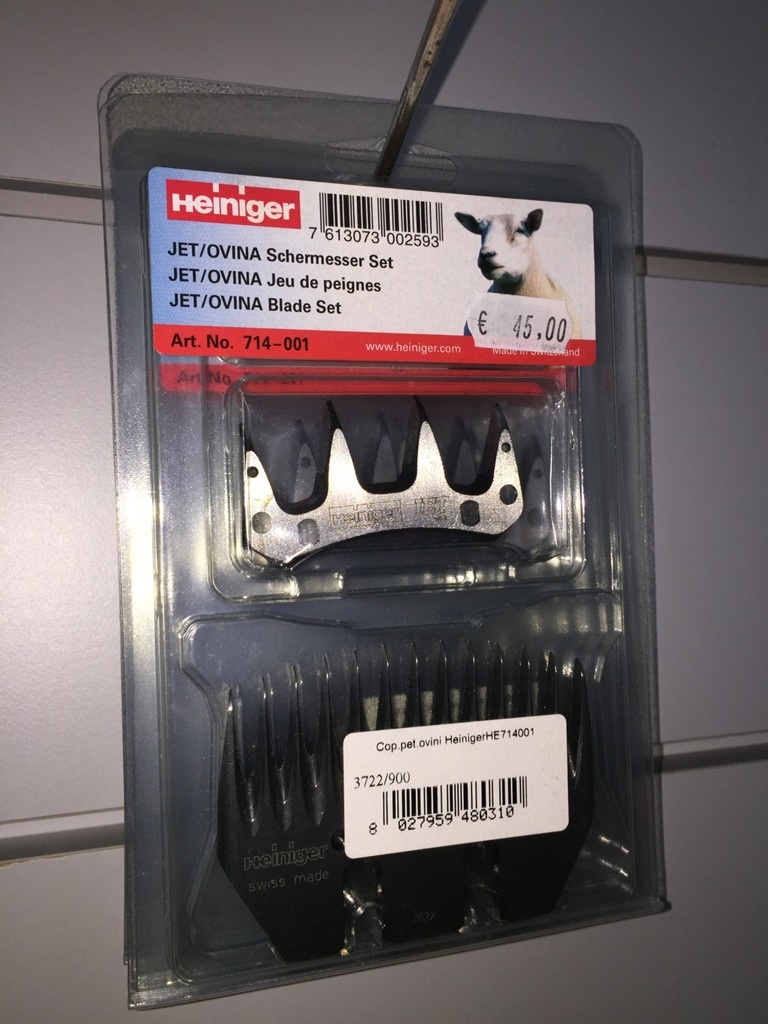 Heiniger
7 613073 002593
JET/OVINA Schermesser Set
JET/OVINA Jeu de peignes
JET/OVINA Blade Set
€ 45,00
Art. No. 714-001
www.heiniger.com
Made in Switzerland
Heiniger
Cop.pet.ovini HeinigerHE714001
3722/900
8 027959 480310
Heiniger
swiss made